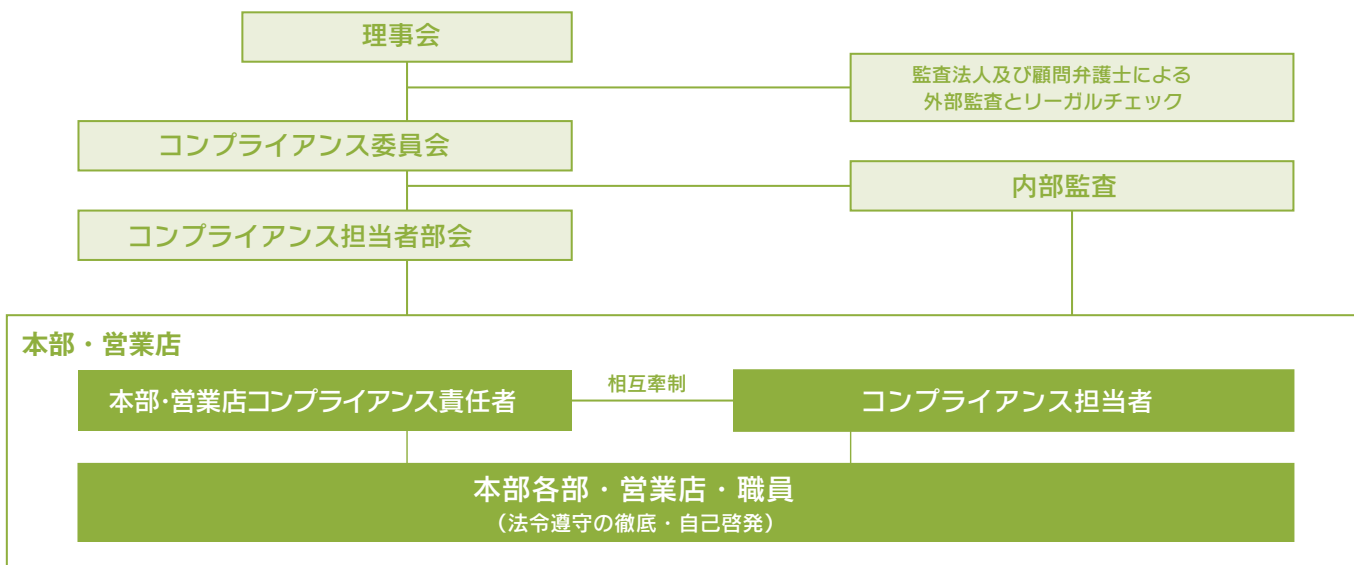 理事会
監査法人及び顧問弁護士による
外部監査とリーガルチェック
コンプライアンス委員会
内部監査
コンプライアンス担当者部会
本部・営業店
本部・営業店コンプライアンス責任者
相互牽制
コンプライアンス担当者
本部各部・営業店・職員
（法令遵守の徹底・自己啓発）